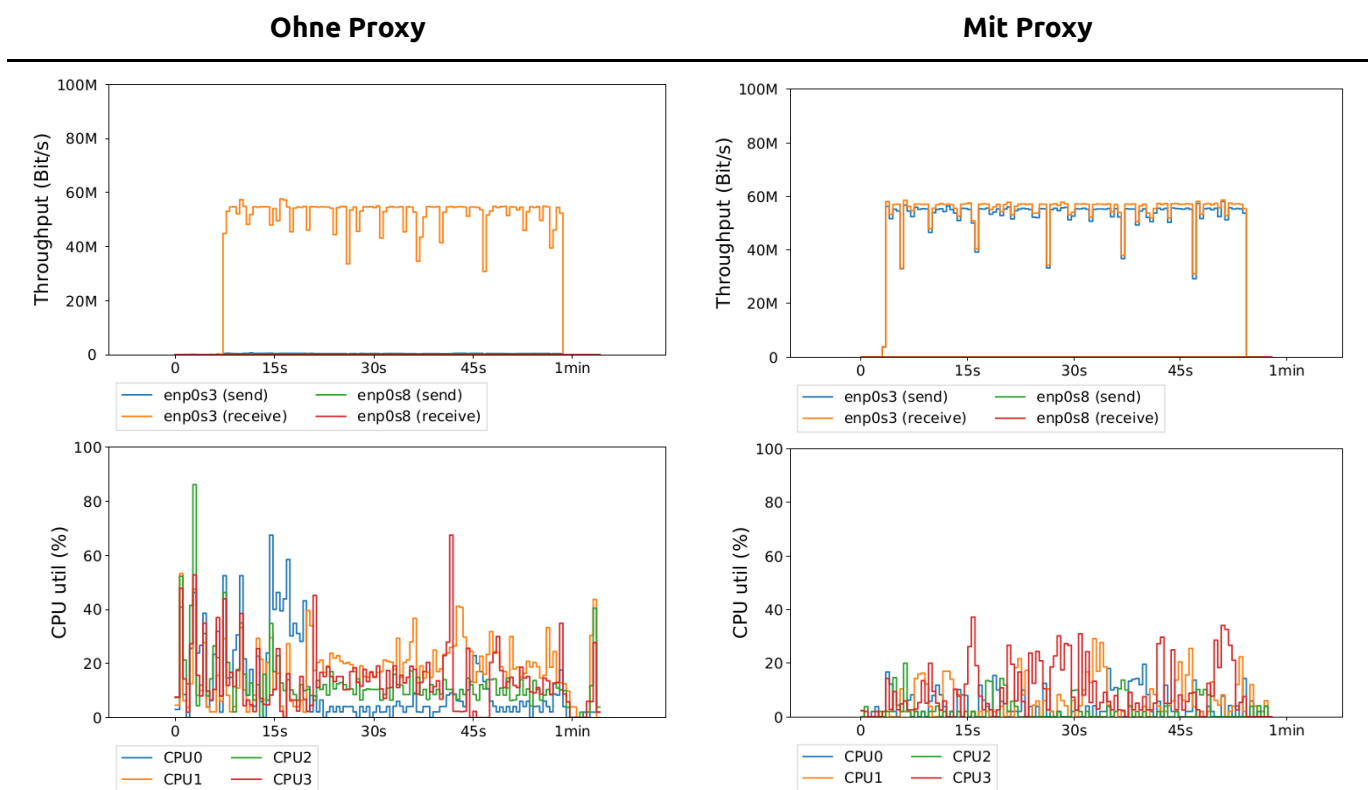 Ohne Proxy
Mit Proxy
100M
80M
60M
40M
20M
0
Throughput (Bit/s)
0 15s 30s 45s 1min
enp0s3 (send) enp0s8 (send)
enp0s3 (receive) enp0s8 (receive)
100M
80M
60M
40M
20M
0
Throughput (Bit/s)
0 15s 30s 45s 1min
enp0s3 (send) enp0s8 (send)
enp0s3 (receive) enp0s8 (receive)
100
80
60
40
20
0
CPU util (%)
0 15s 30s 45s 1min
CPU0 CPU2
CPU1 CPU3
100
80
60
40
20
0
CPU util (%)
0 15s 30s 45s 1min
CPU0 CPU2
CPU1 CPU3